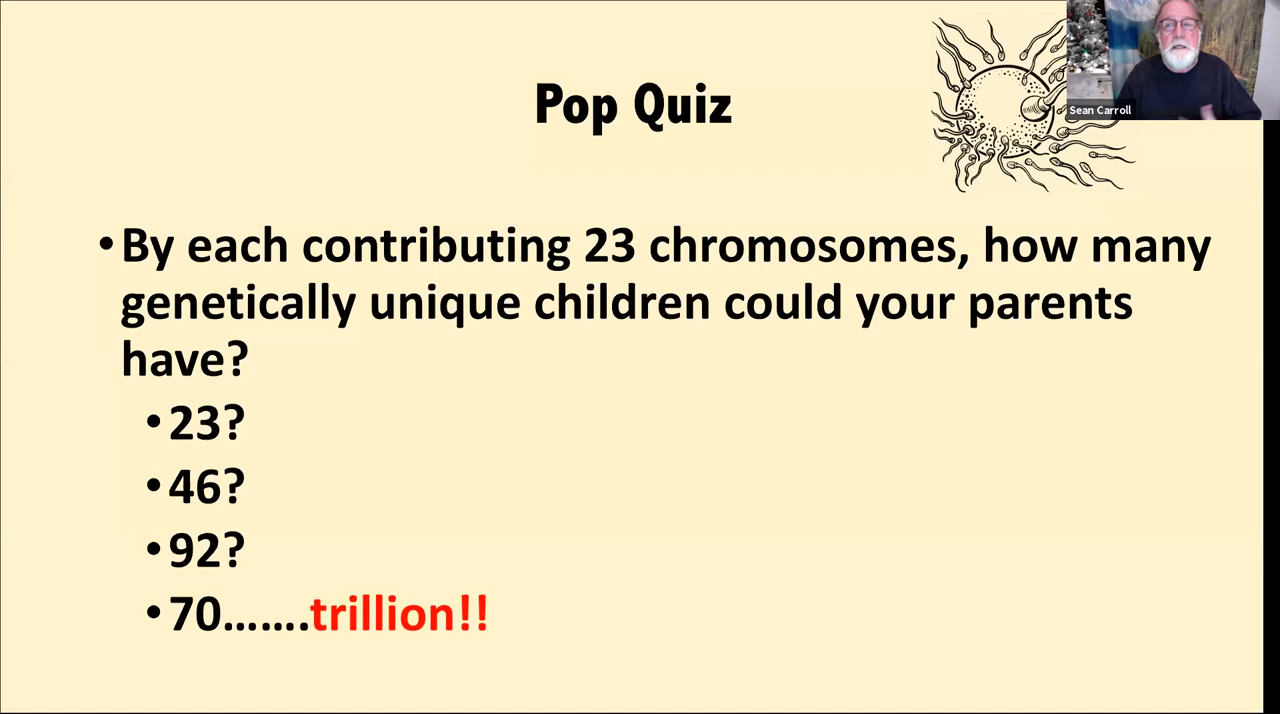 Pop Quiz
Sean Carroll
•By each contributing 23 chromosomes, how many
genetically unique children could your parents
have?
•23?
•46?
•92?
•70…….trillion!!